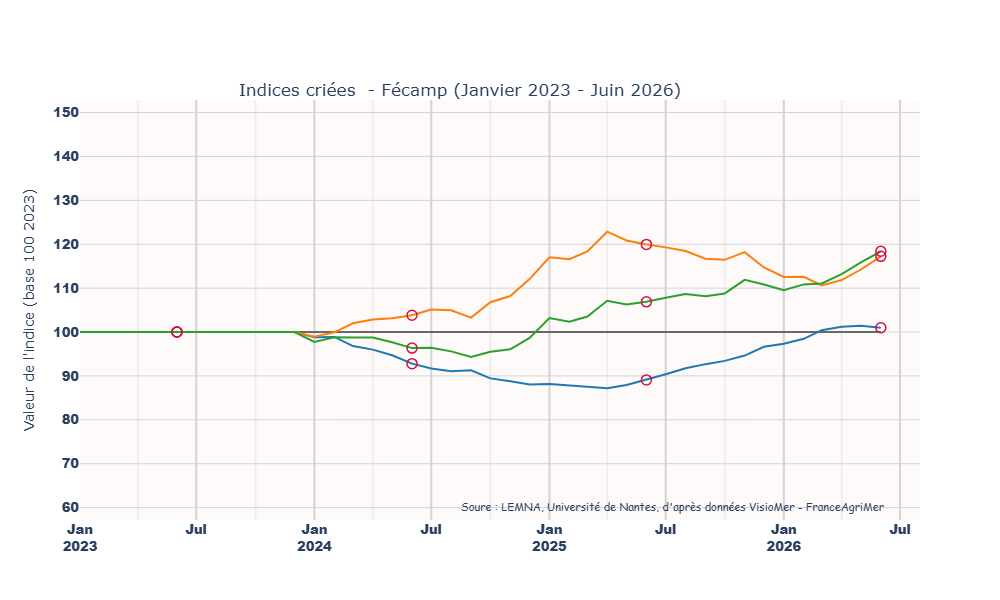 Indices criées  - Fécamp (Janvier 2023 - Juin 2026)
Valeur de l'indice (base 100 2023)
150
140
130
120
110
100
90
80
70
60
Soure : LEMNA, Université de Nantes, d'après données VisioMer - FranceAgriMer
Jan Jul Jan Jul Jan Jul Jan Jul
2023 2024 2025 2026